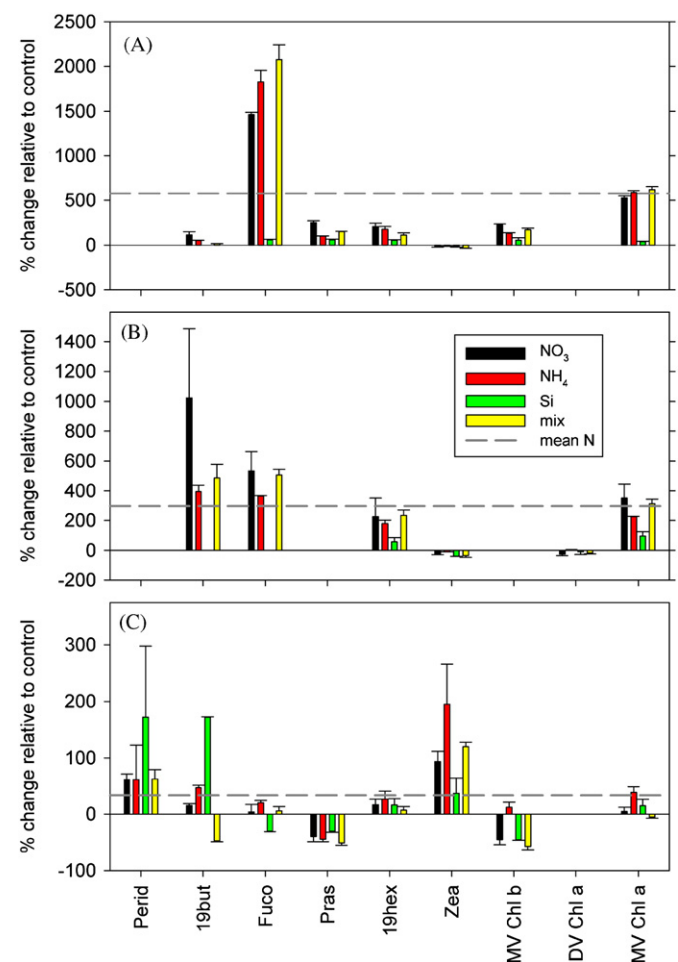 (A)
% change relative to control
2500
2000
1500
1000
500
0
-500
(B)
% change relative to control
1400
1200
1000
800
600
400
200
0
-200
NO3
NH4
Si
mix
mean N
(C)
% change relative to control
300
200
100
0
-100
Perid
19but
Fuco
Pras
19hex
Zea
MV Chl b
DV Chl a
MV Chl a